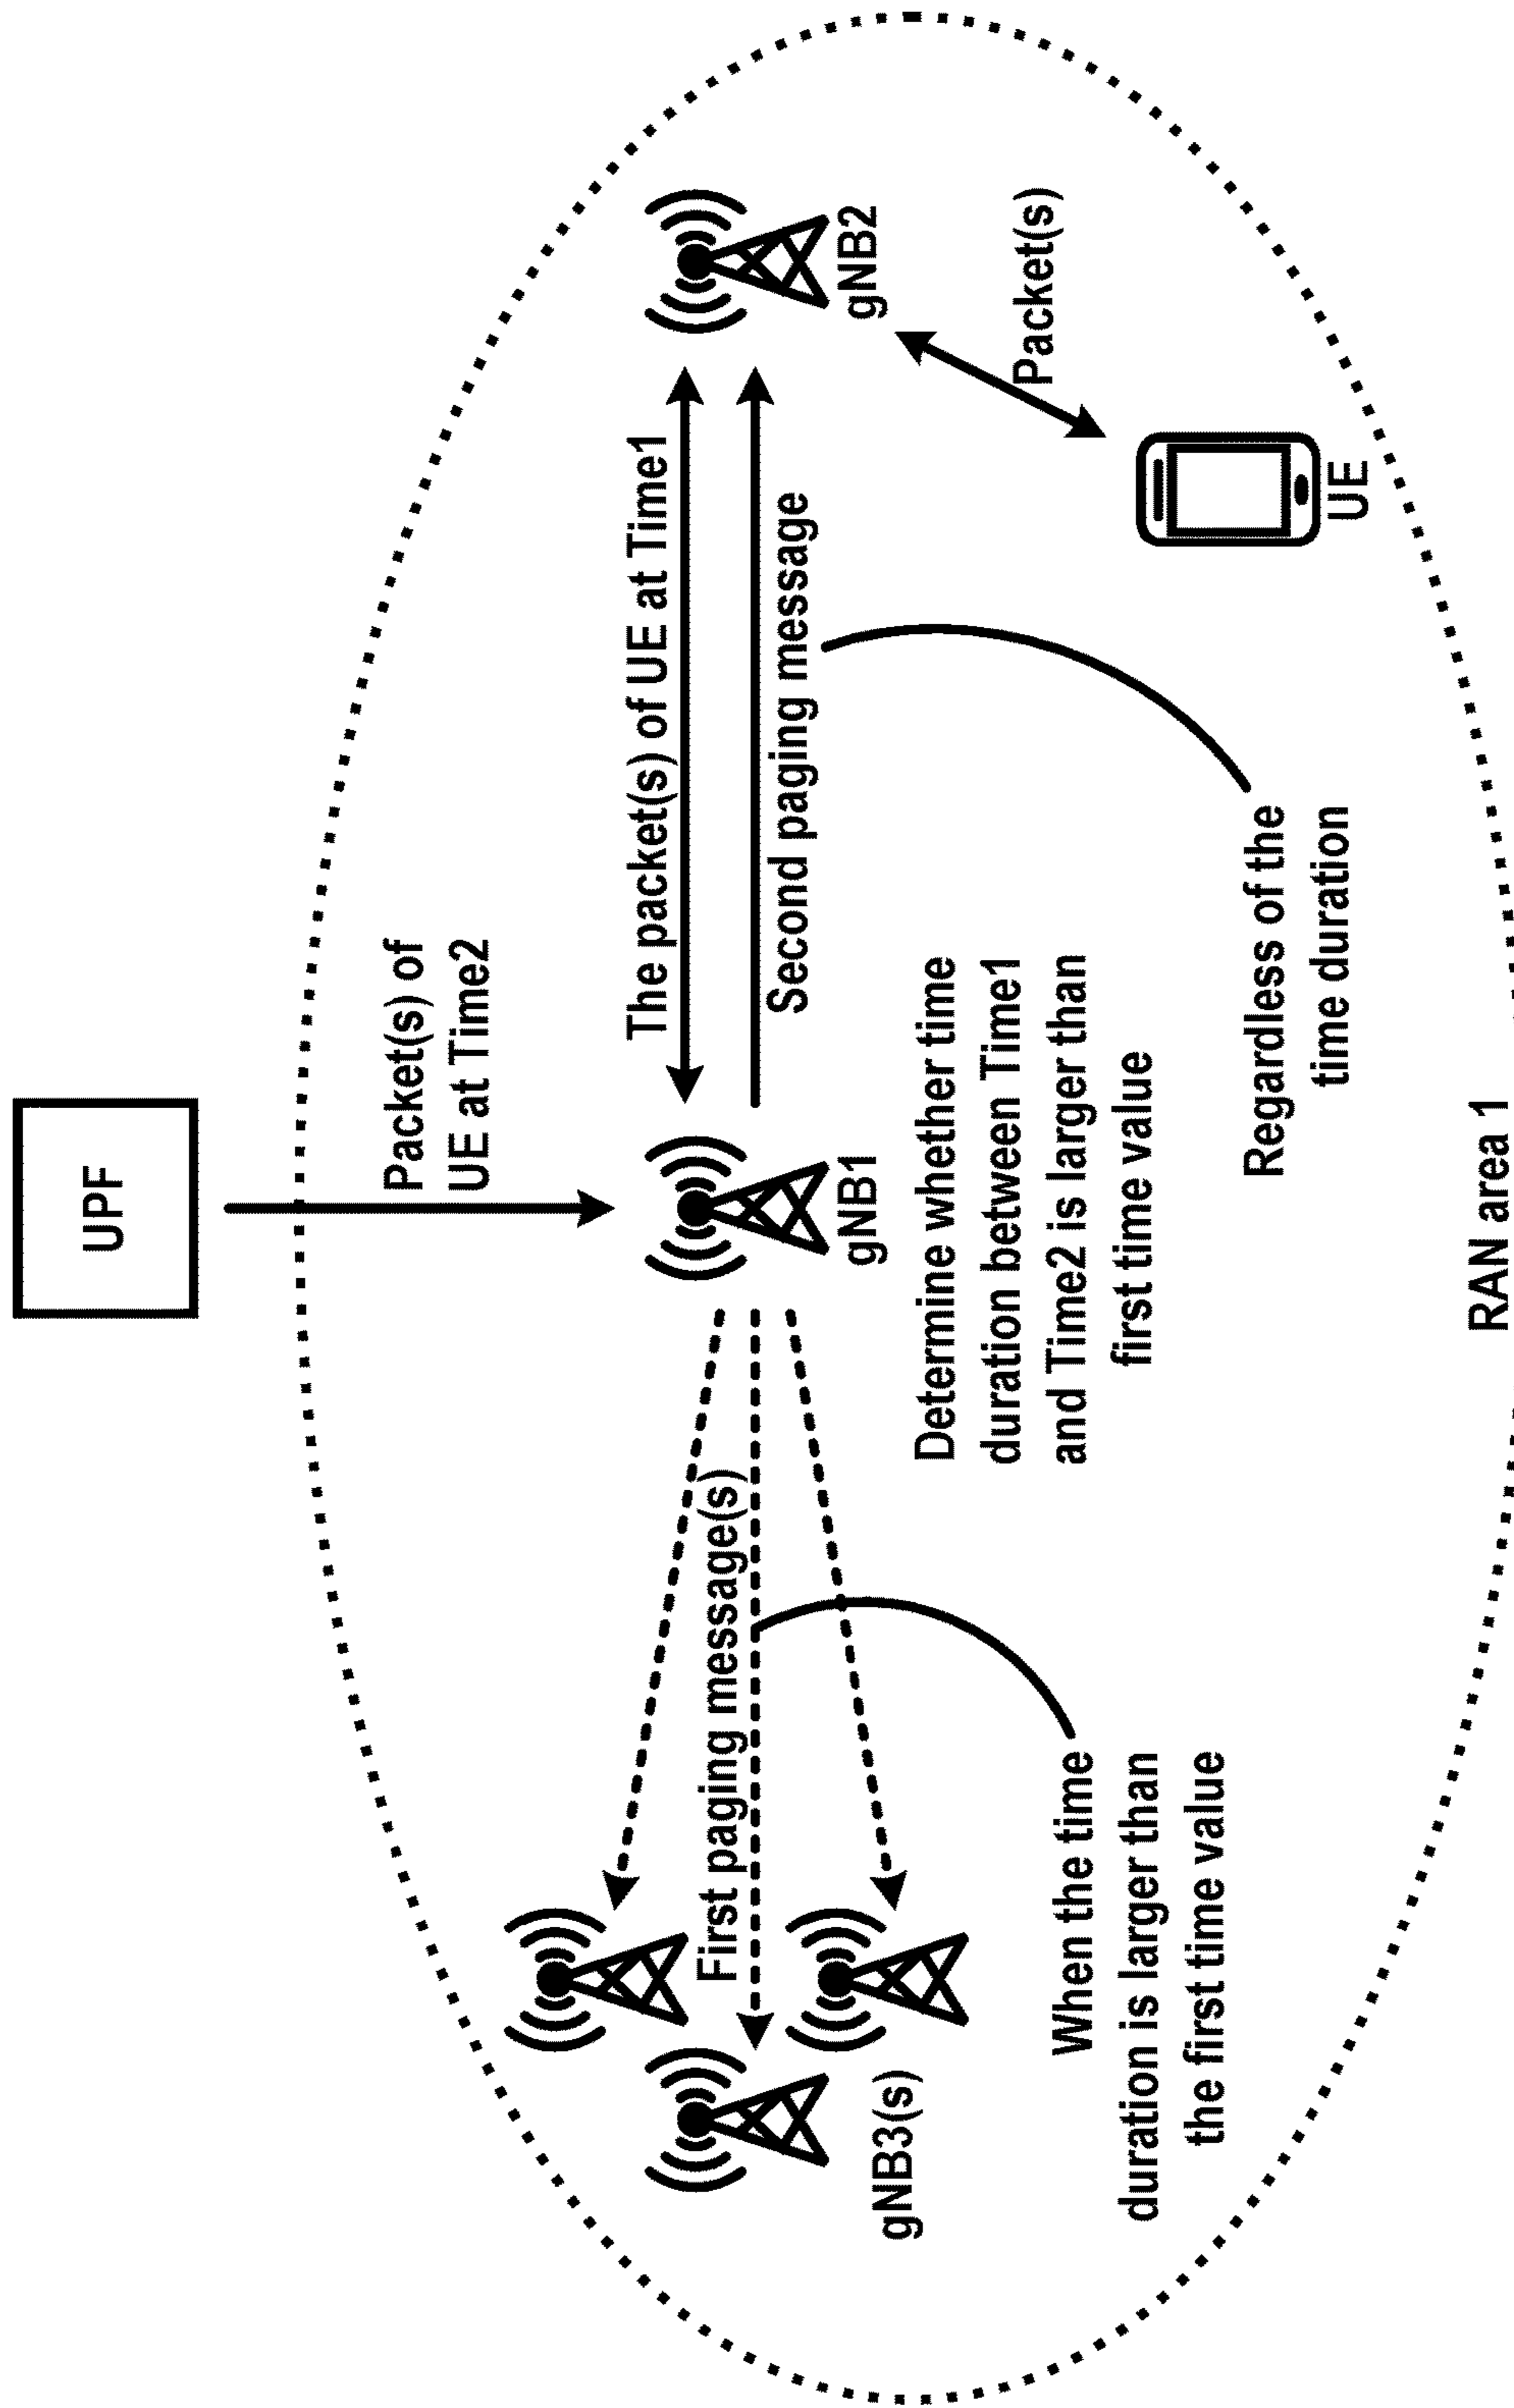 UPF
Packet(s) of
UE at Time2
The packet(s) of UE at Time1
Second paging message
First paging message(s)
gNB1
gNB2
gNB3(s)
Packet(s)
UE
Determine whether time
duration between Time1
and Time2 is larger than
first time value
When the time
duration is larger than
the first time value
Regardless of the
time duration
RAN area 1